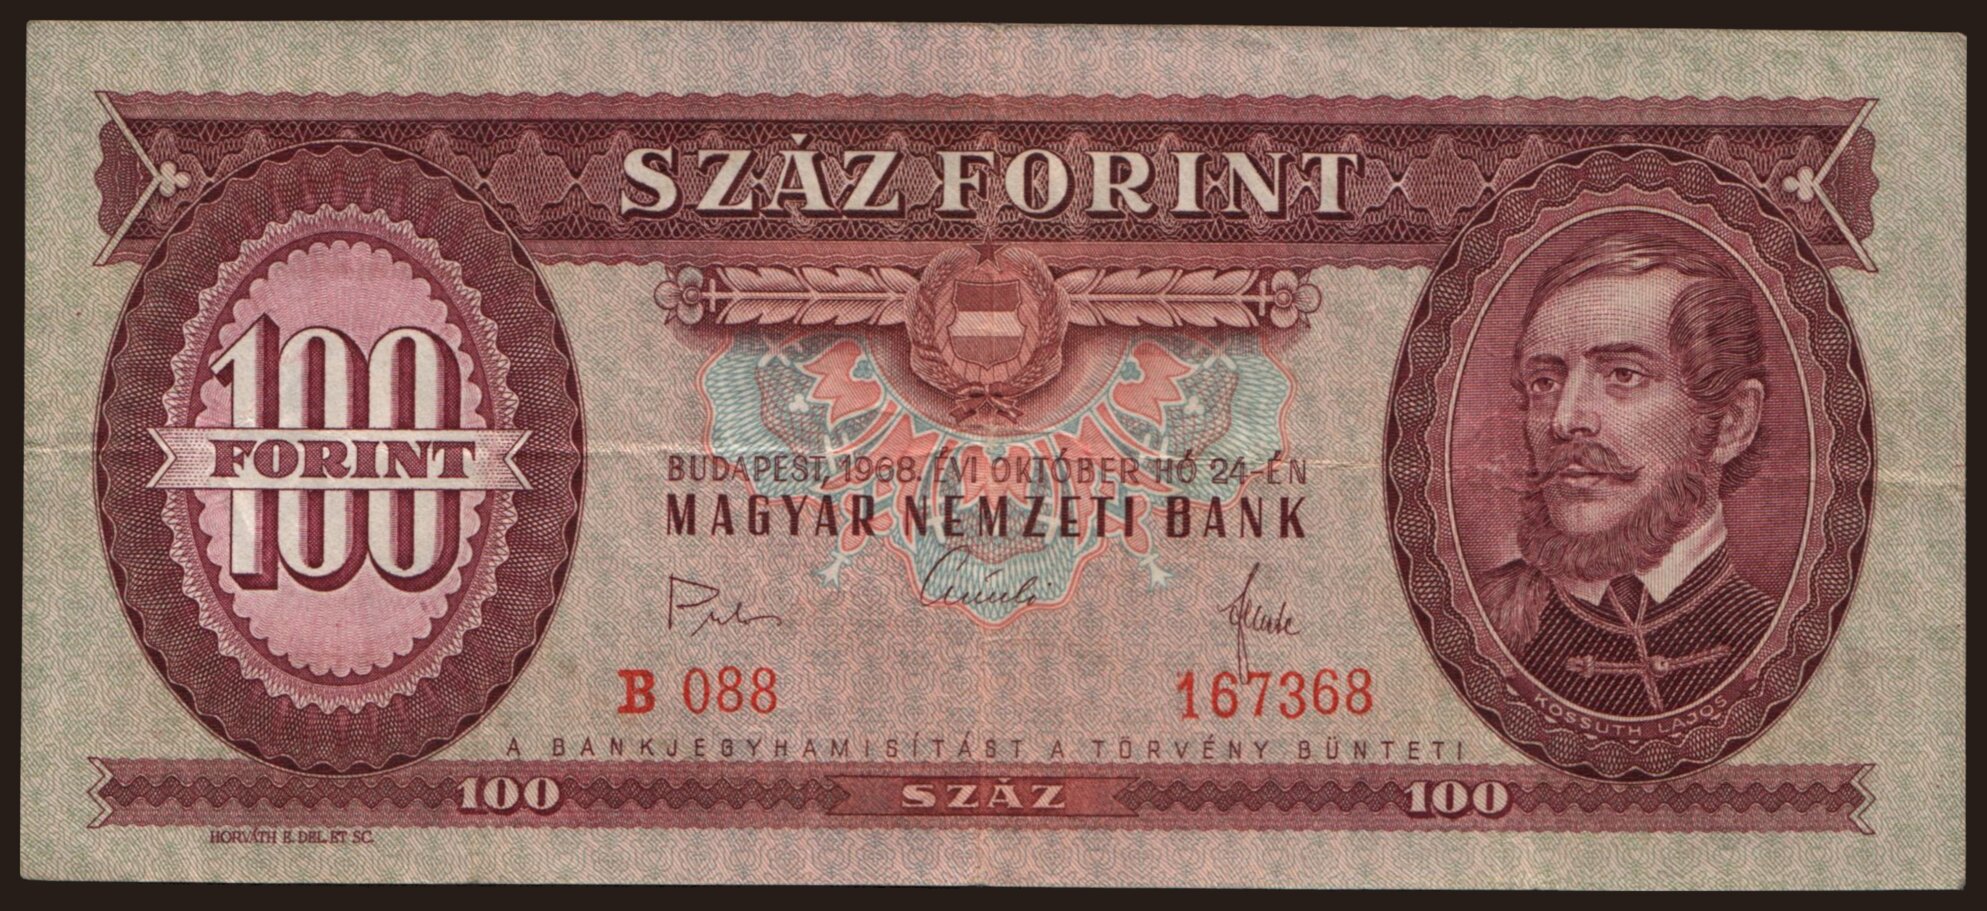 SZÁZ FORINT
100
FORINT
100
BUDAPEST, 1968. ÉVI OKTÓBER HÓ 24-ÉN
MAGYAR NEMZETI BANK
B 088 167368
KOSSUTH LAJOS
A BANKJEGYHAMISÍTÁST A TÖRVÉNY BÜNTETI
100 SZÁZ 100
HORVÁTH E. DEL. ET SC.